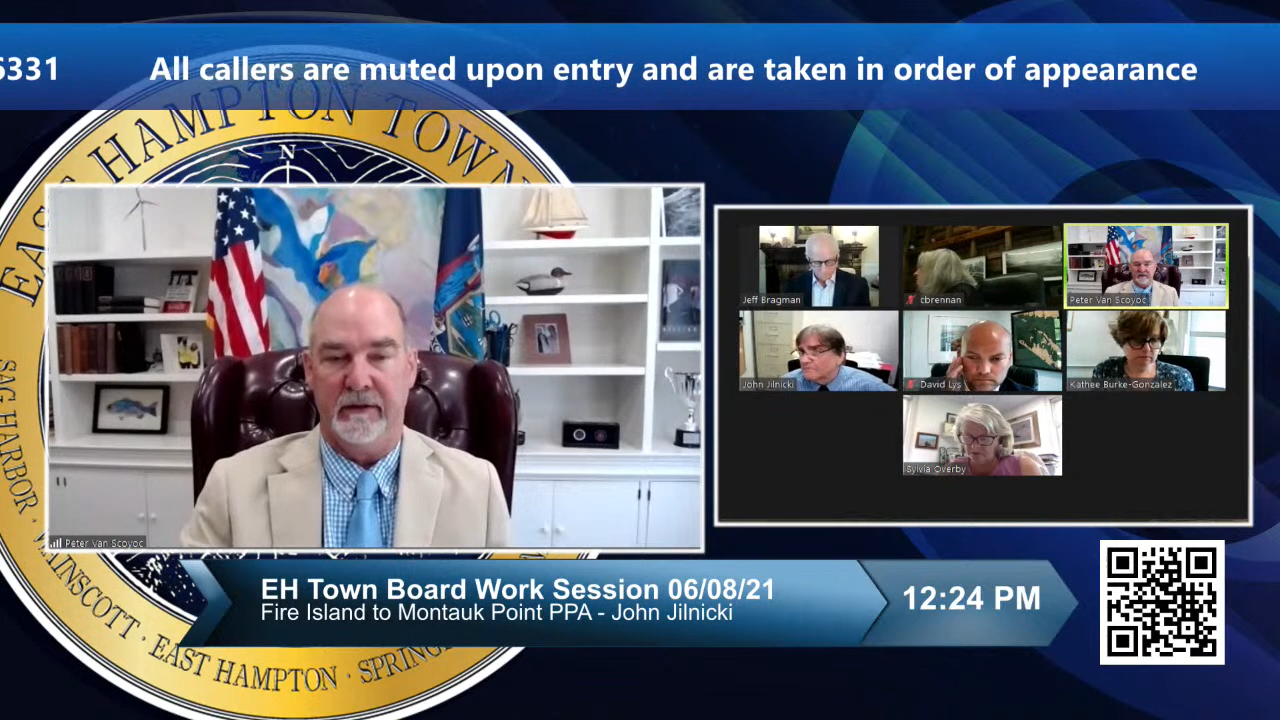 6331 All callers are muted upon entry and are taken in order of appearance
EAST HAMPTON TOWN
N
SAG HARBOR · WAINSCOTT · EAST HAMPTON ·
Peter Van Scoyoc
Jeff Bragman
cbrennan
Peter Van Scoyoc
John Jilnicki
David Lys
Kathee Burke-Gonzalez
Sylvia Overby
EH Town Board Work Session 06/08/21
Fire Island to Montauk Point PPA - John Jilnicki
12:24 PM